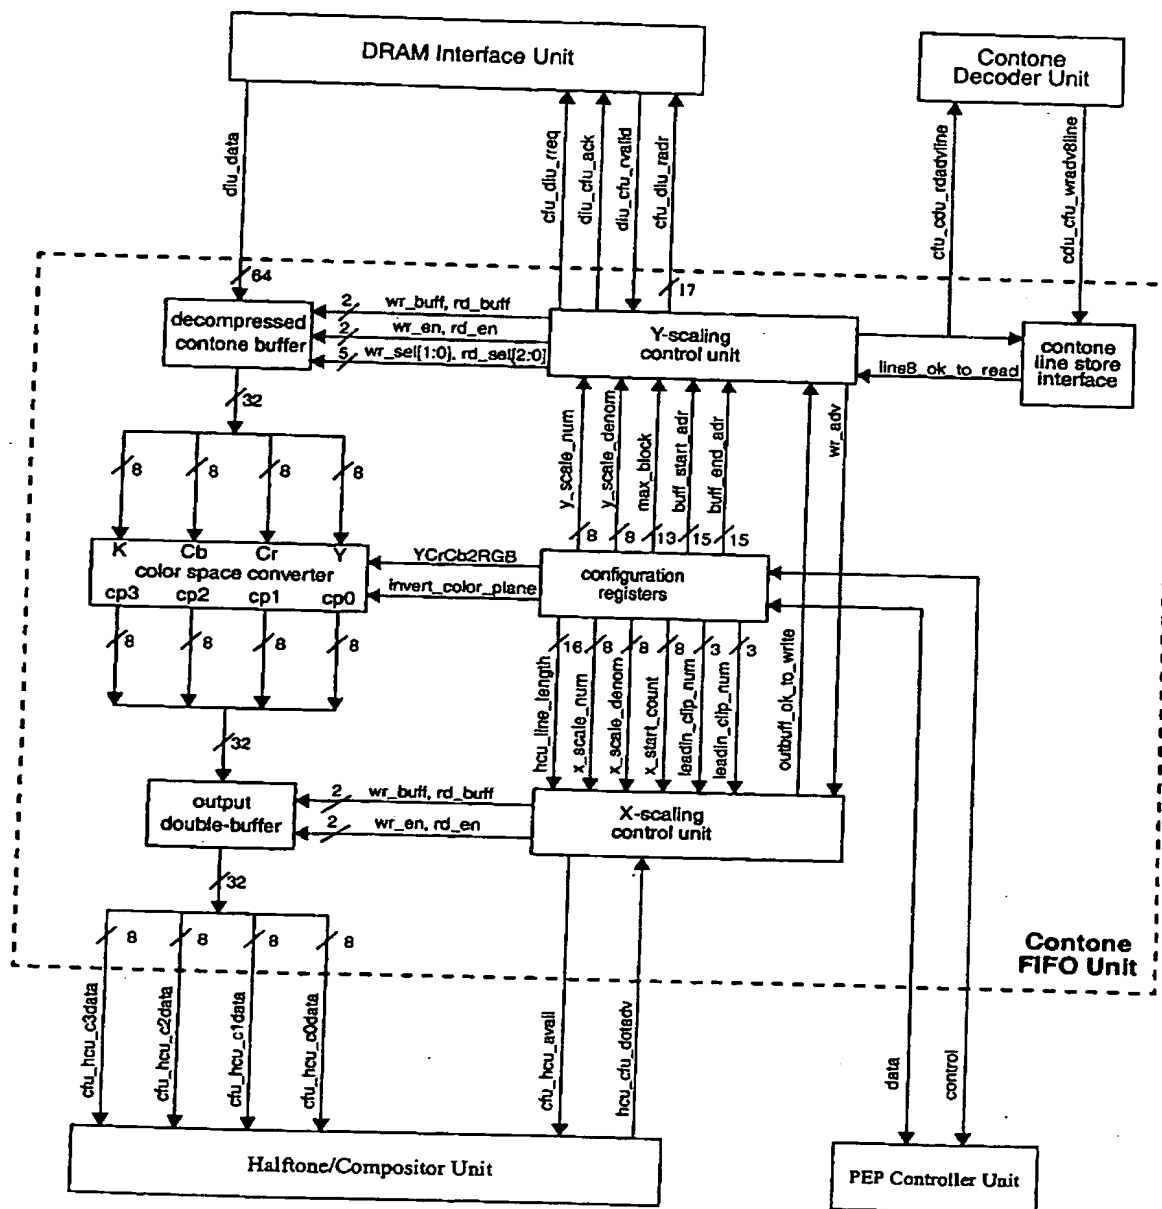 DRAM Interface Unit
Contone
Decoder Unit
diu_data
cfu_diu_rreq
diu_cfu_ack
diu_cfu_rvalid
cfu_diu_radr
cfu_cdu_rdadvline
cdu_cfu_wradv8line
64
17
decompressed
contone buffer
2
wr_buff, rd_buff
2
wr_en, rd_en
5
wr_sel[1:0], rd_sel[2:0]
Y-scaling
control unit
line8_ok_to_read
contone
line store
interface
32
8
8
8
8
y_scale_num
y_scale_denom
max_block
buff_start_adr
buff_end_adr
wr_adv
8
8
13
15
15
K
Cb
Cr
Y
color space converter
cp3
cp2
cp1
cp0
YCrCb2RGB
invert_color_plane
configuration
registers
8
8
8
8
16
8
8
8
3
3
hcu_line_length
x_scale_num
x_scale_denom
x_start_count
leadin_clip_num
leadin_clip_num
outbuff_ok_to_write
32
output
double-buffer
2
wr_buff, rd_buff
2
wr_en, rd_en
X-scaling
control unit
32
8
8
8
8
Contone
FIFO Unit
cfu_hcu_c3data
cfu_hcu_c2data
cfu_hcu_c1data
cfu_hcu_c0data
cfu_hcu_avail
hcu_cfu_dotadv
data
control
Halftone/Compositor Unit
PEP Controller Unit